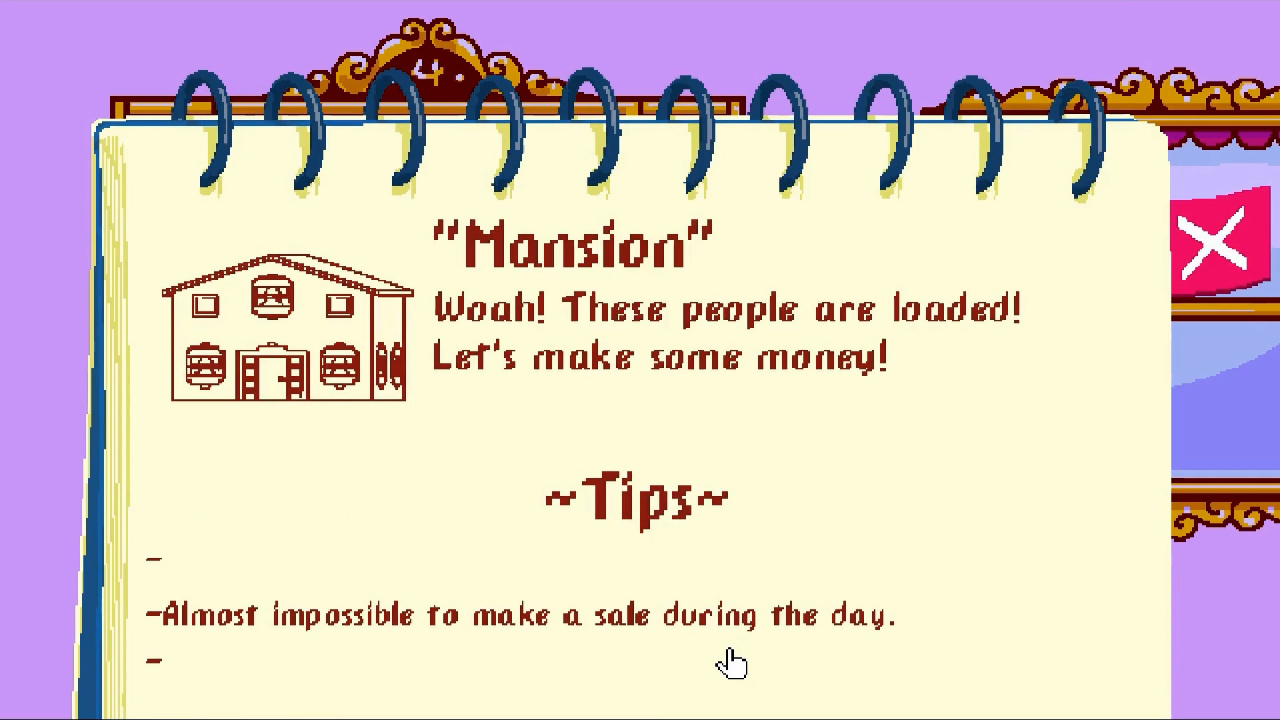 4.
"Mansion"
Woah! These people are loaded!
Let's make some money!
~Tips~
-
-Almost impossible to make a sale during the day.
-